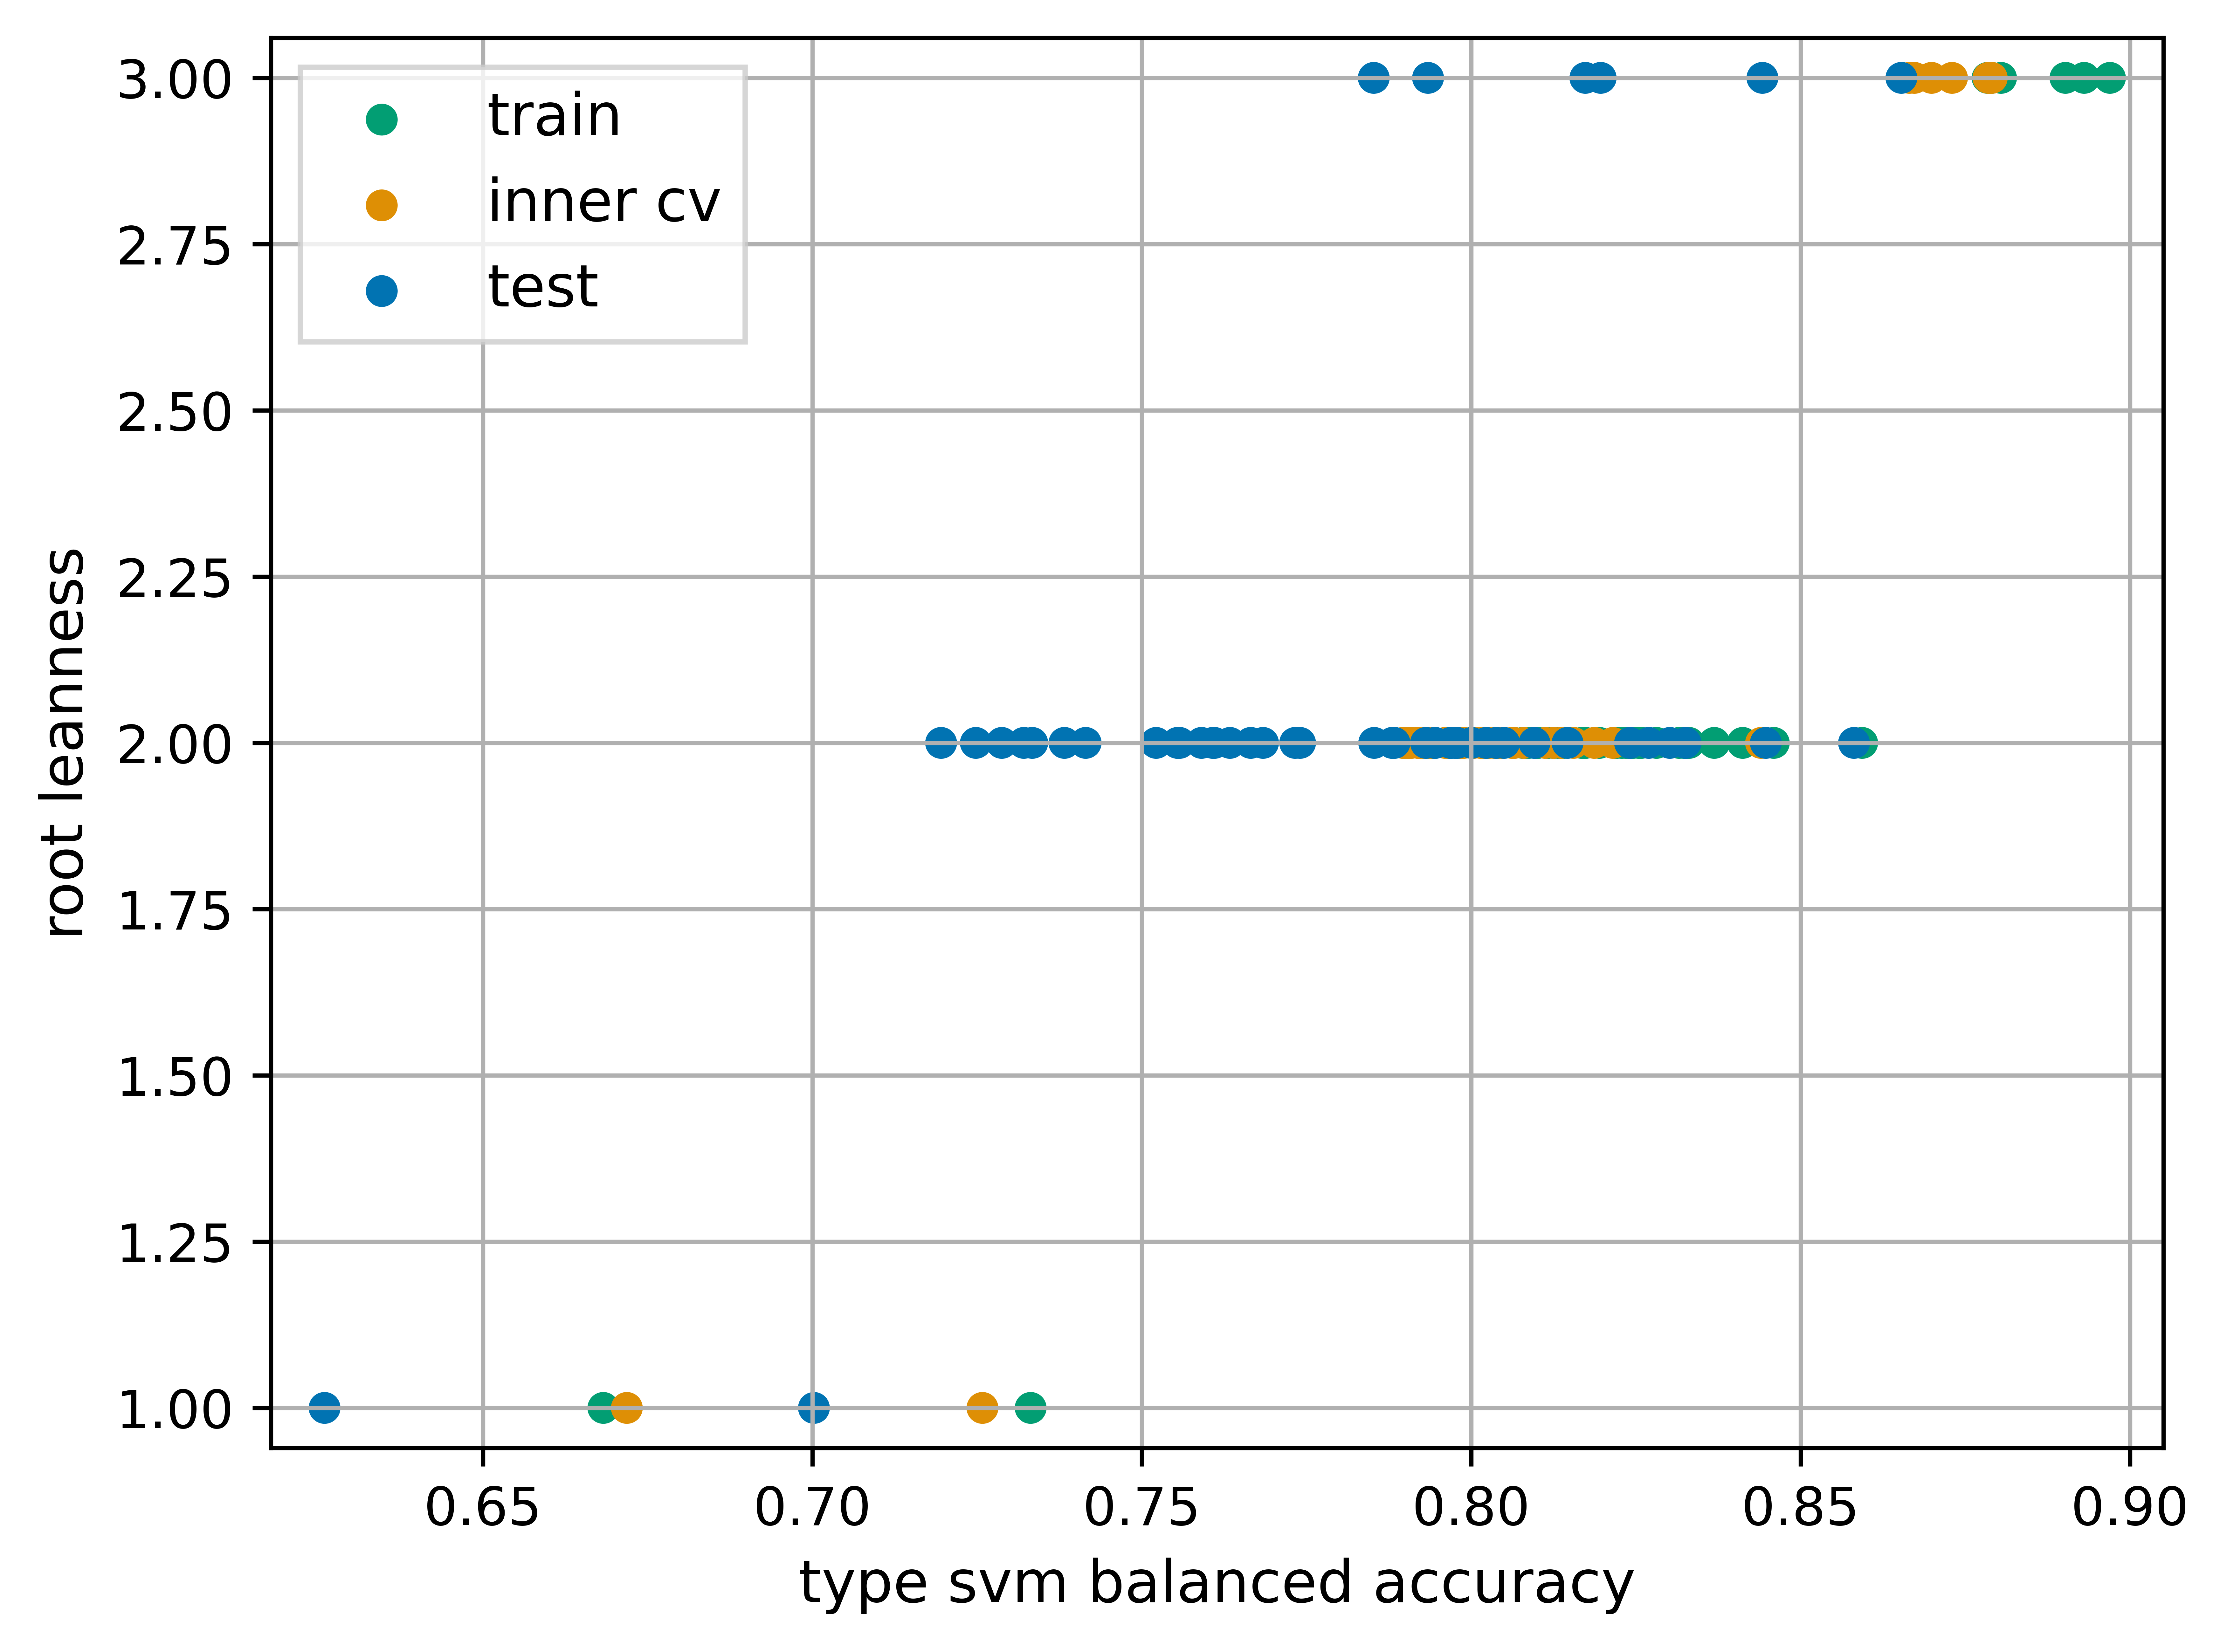 train
inner cv
test
3.00
2.75
2.50
2.25
2.00
1.75
1.50
1.25
1.00
root leanness
0.65 0.70 0.75 0.80 0.85 0.90
type svm balanced accuracy